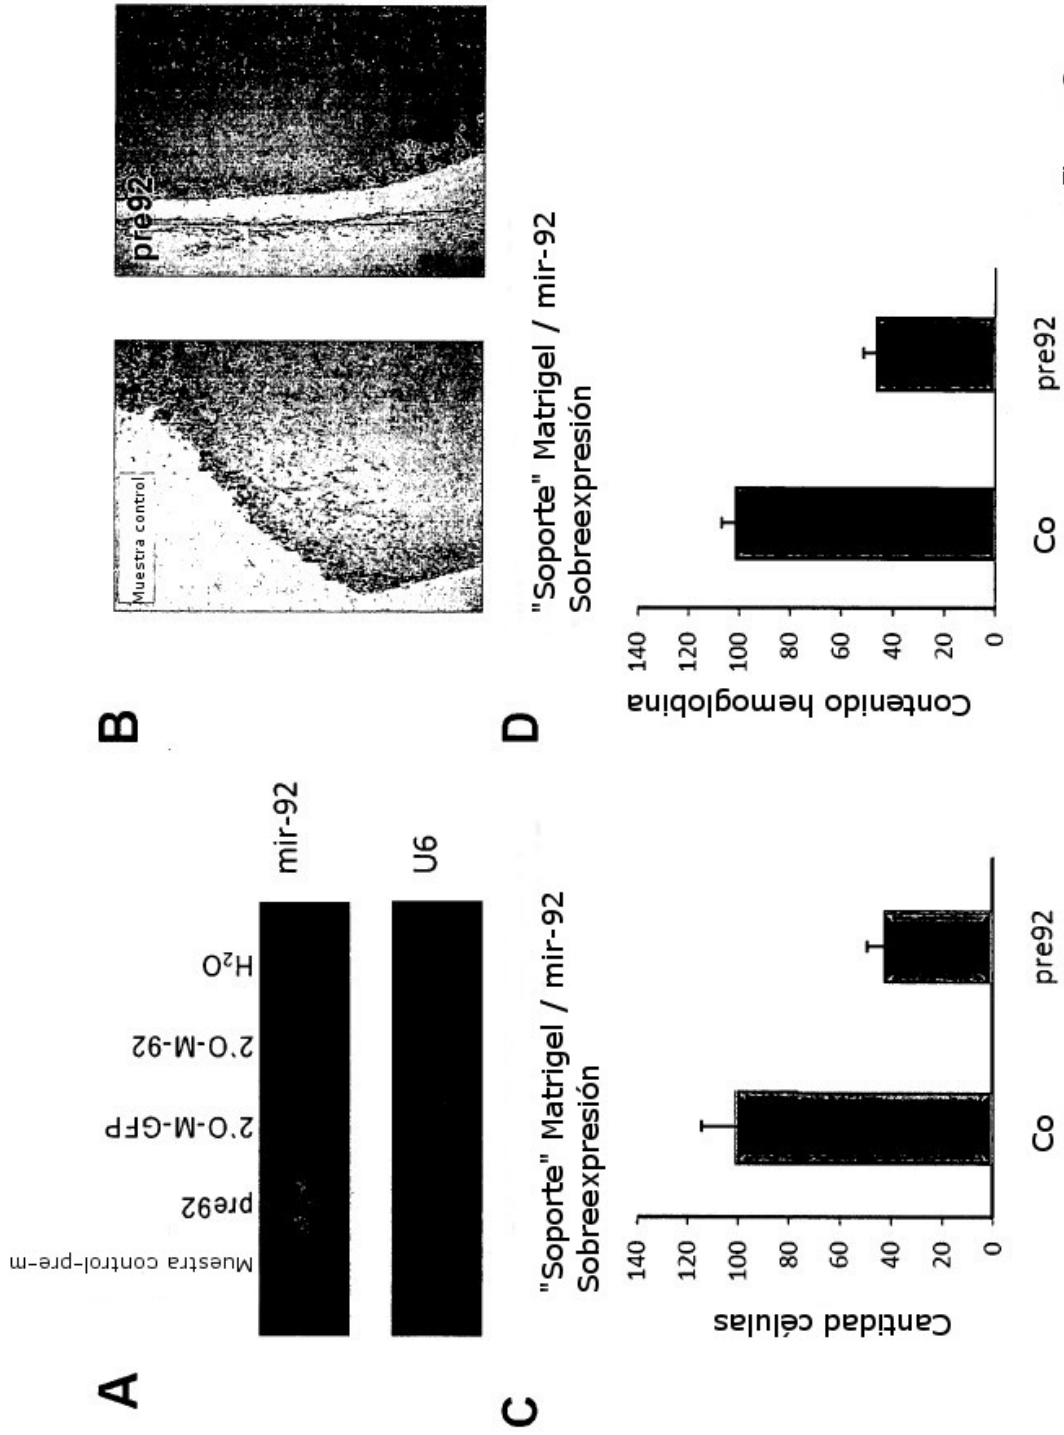 A
Muestra control-pre-m
pre92
2'O-M-GFP
2'O-M-92
H₂O
mir-92
U6
B
Muestra control
pre92
C
"Soporte" Matrigel / mir-92
Sobreexpresión
Cantidad células
140
120
100
80
60
40
20
0
Co
pre92
D
"Soporte" Matrigel / mir-92
Sobreexpresión
Contenido hemoglobina
140
120
100
80
60
40
20
0
Co
pre92